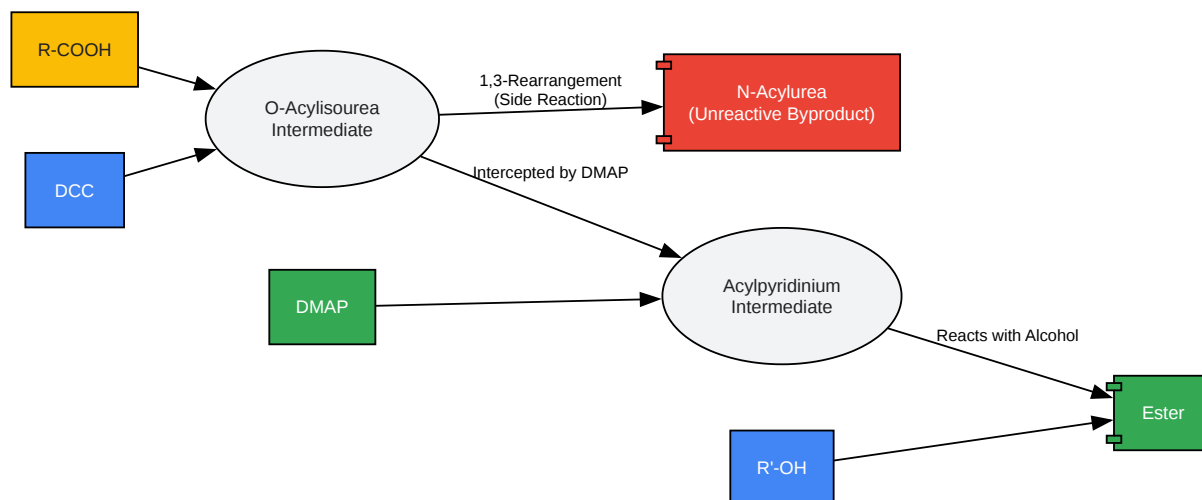 R-COOH
O-Acylisourea
Intermediate
DCC
1,3-Rearrangement
(Side Reaction)
N-Acylurea
(Unreactive Byproduct)
Intercepted by DMAP
DMAP
Acylpyridinium
Intermediate
Reacts with Alcohol
Ester
R'-OH